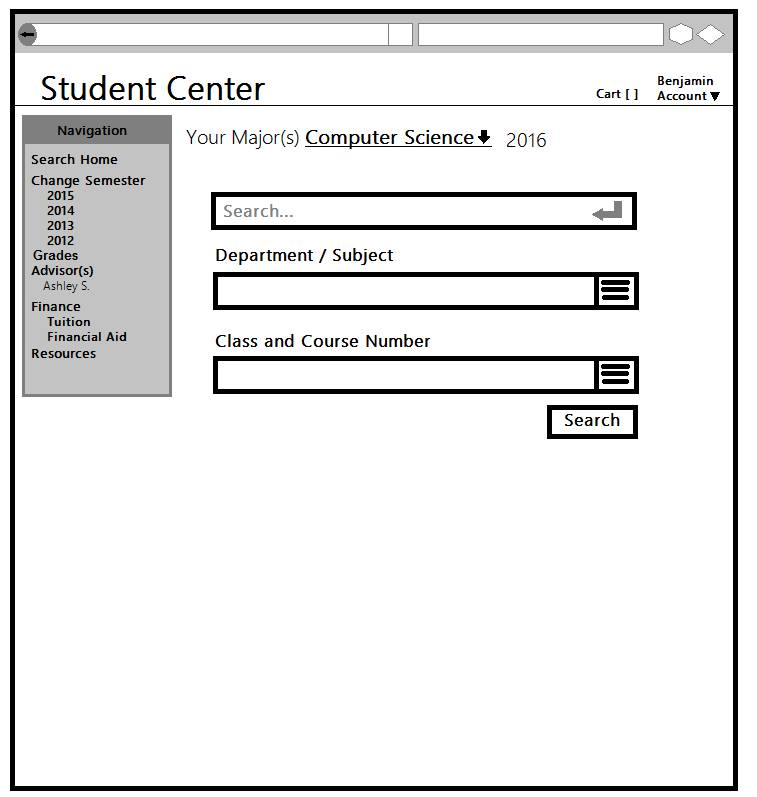 Student Center
Cart [ ]
Benjamin
Account
Navigation
Search Home
Change Semester
2015
2014
2013
2012
Grades
Advisor(s)
Ashley S.
Finance
Tuition
Financial Aid
Resources
Your Major(s) Computer Science 2016
Search...
Department / Subject
Class and Course Number
Search